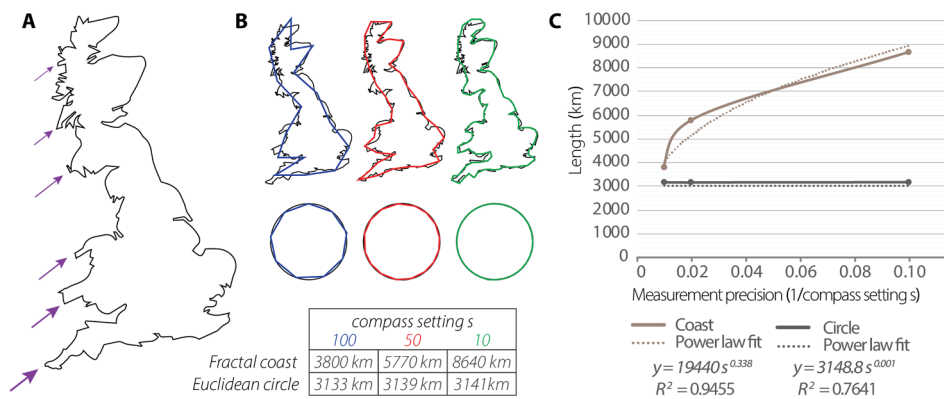 A
B
compass setting s
100 50 10
Fractal coast 3800 km 5770 km 8640 km
Euclidean circle 3133 km 3139 km 3141km
C
Length (km)
10000
9000
8000
7000
6000
5000
4000
3000
2000
1000
0
0 0.02 0.04 0.06 0.08 0.10
Measurement precision (1/compass setting s)
Coast Circle
Power law fit Power law fit
y = 19440 s^0.338 y = 3148.8 s^0.001
R² = 0.9455 R² = 0.7641